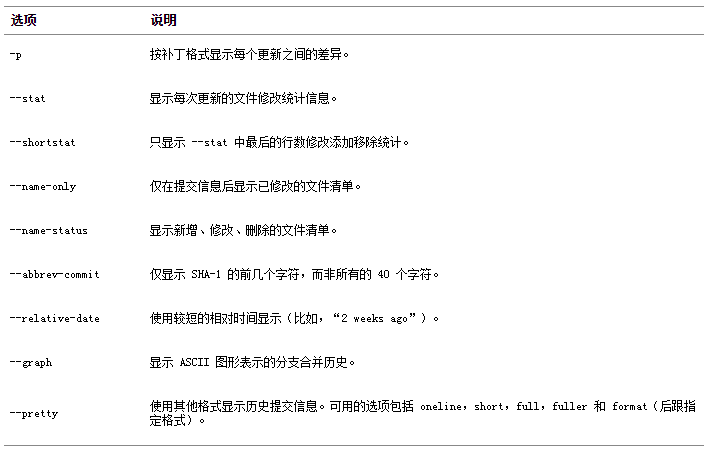 选项 说明
-p 按补丁格式显示每个更新之间的差异。
--stat 显示每次更新的文件修改统计信息。
--shortstat 只显示 --stat 中最后的行数修改添加移除统计。
--name-only 仅在提交信息后显示已修改的文件清单。
--name-status 显示新增、修改、删除的文件清单。
--abbrev-commit 仅显示 SHA-1 的前几个字符，而非所有的 40 个字符。
--relative-date 使用较短的相对时间显示（比如，“2 weeks ago”）。
--graph 显示 ASCII 图形表示的分支合并历史。
--pretty 使用其他格式显示历史提交信息。可用的选项包括 oneline，short，full，fuller 和 format（后跟指
定格式）。